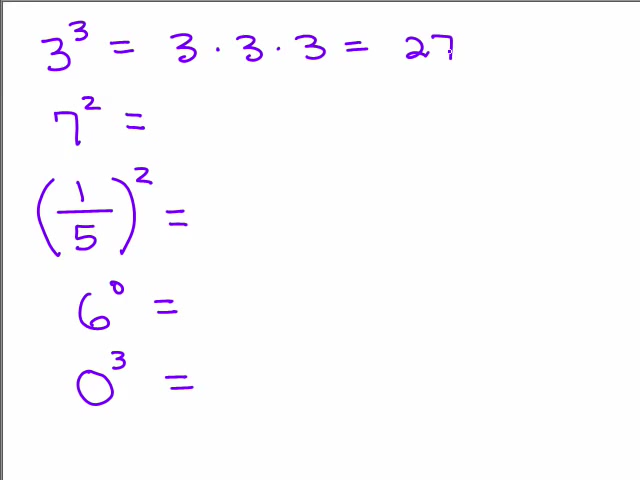 3³ = 3 · 3 · 3 = 27
7² =
(1/5)² =
6⁰ =
0³ =